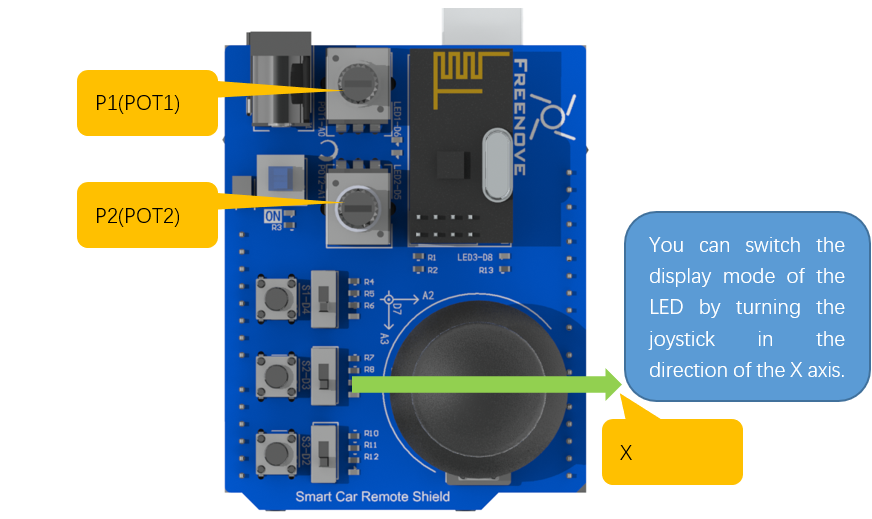 P1(POT1)
POT1-A0
LED1-D6
FREENOVE
P2(POT2)
LED2-D5
ON
R3
R1
LED3-D8
R2
R13
S1-D4
R4
R5
R6
A2
D7
A3
S2-D3
R7
R8
S3-D2
R10
R11
R12
Smart Car Remote Shield
You can switch the
display mode of the
LED by turning the
joystick in the
direction of the X axis.
X